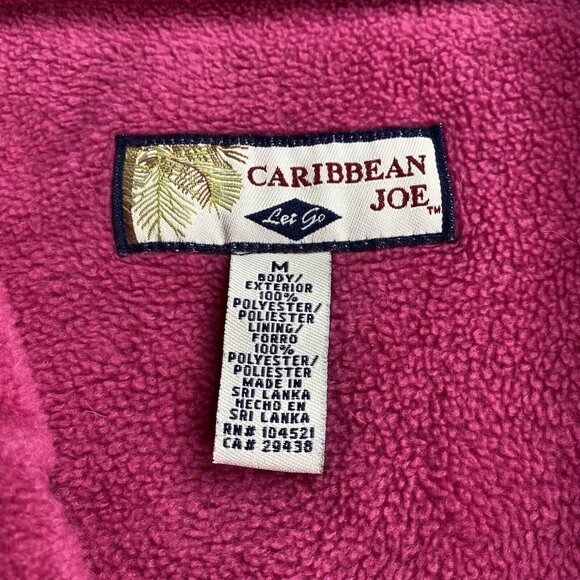 CARIBBEAN
JOE™
Let Go
M
BODY/
EXTERIOR
100%
POLYESTER/
POLIESTER
LINING/
FORRO
100%
POLYESTER/
POLIESTER
MADE IN
SRI LANKA
HECHO EN
SRI LANKA
RN# 104521
CA# 29438